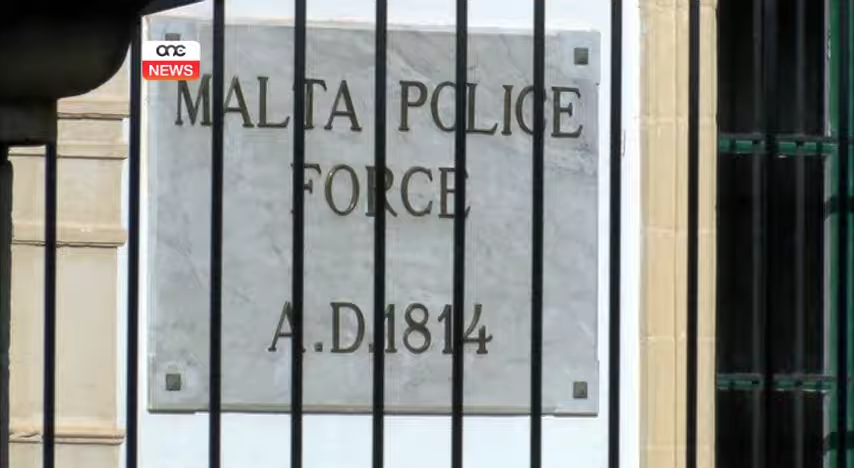 one
NEWS
MALTA POLICE
FORCE
A.D.1814